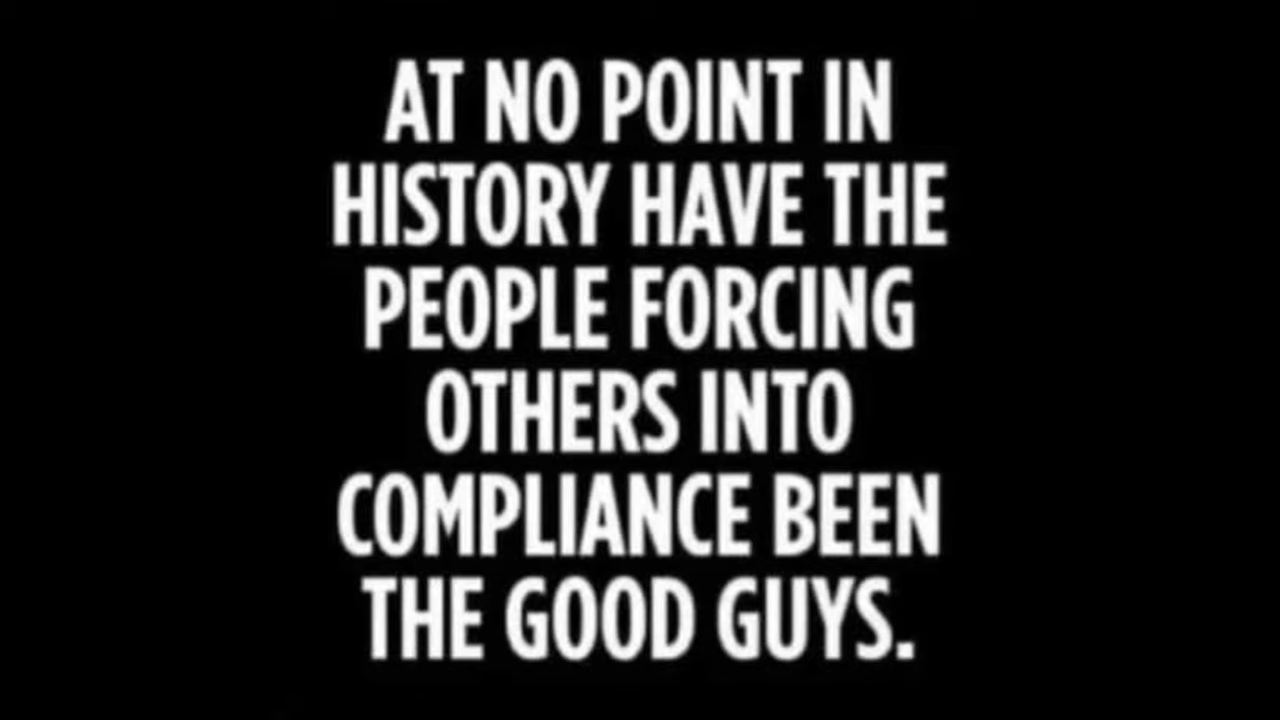 AT NO POINT IN
HISTORY HAVE THE
PEOPLE FORCING
OTHERS INTO
COMPLIANCE BEEN
THE GOOD GUYS.